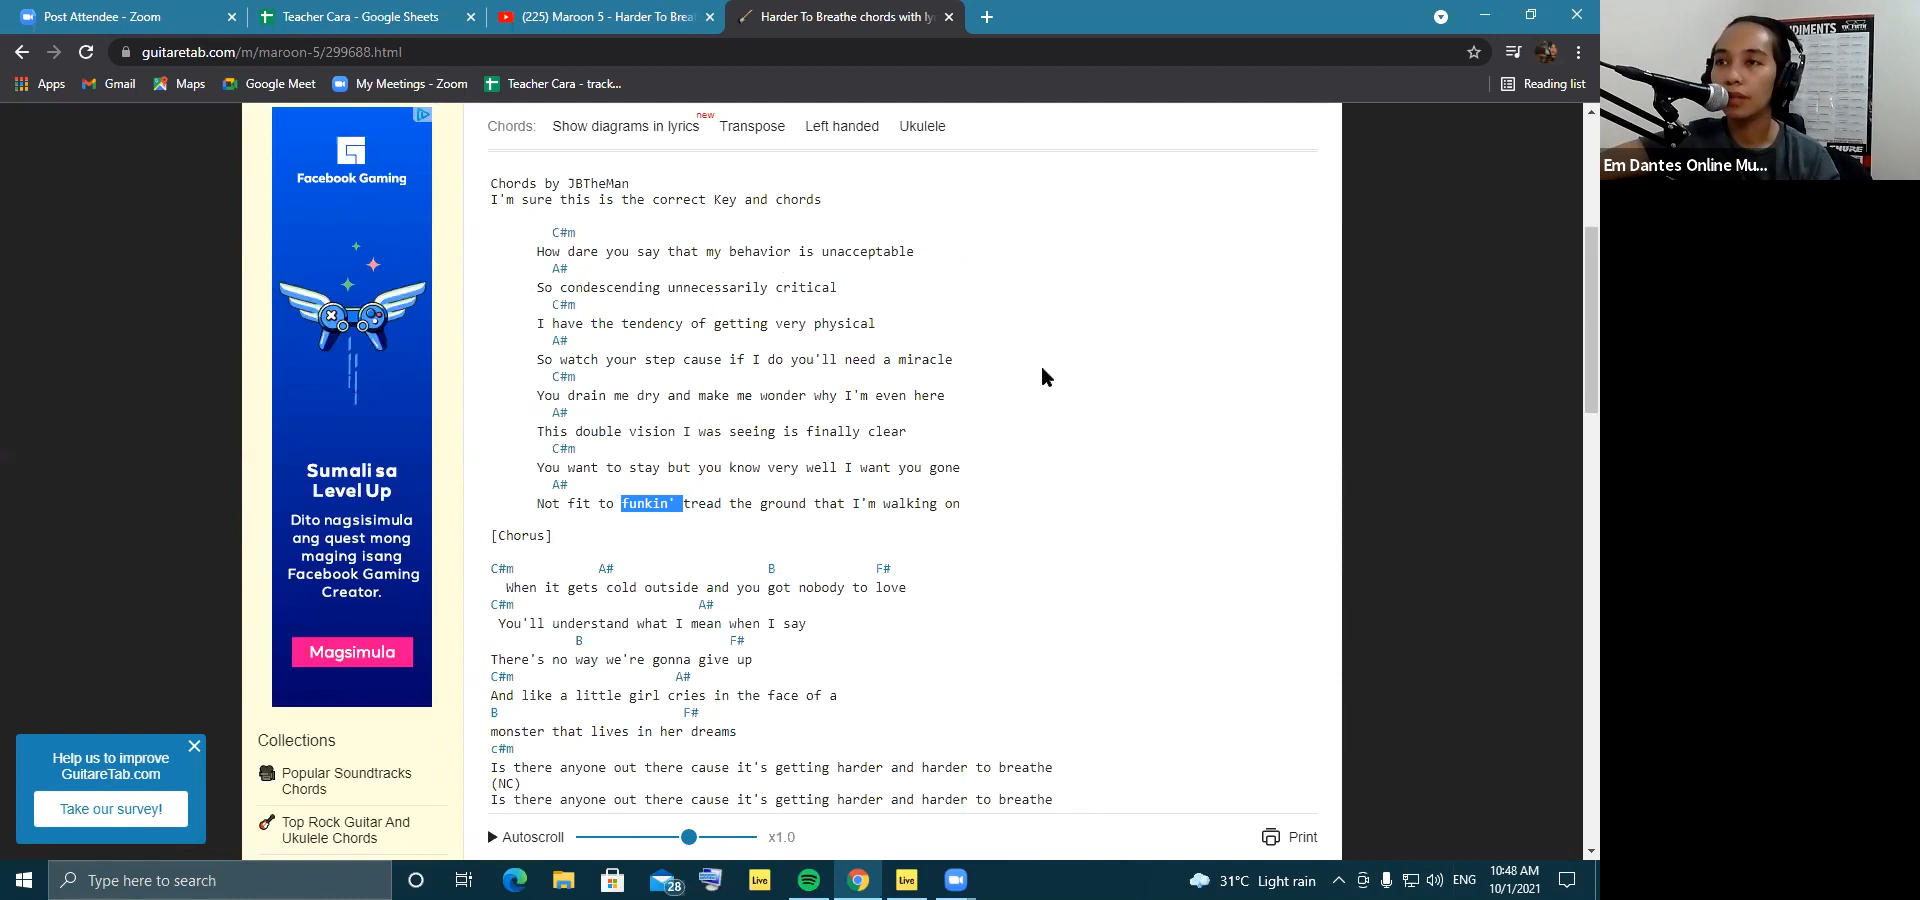 Post Attendee - Zoom
Teacher Cara - Google Sheets
(225) Maroon 5 - Harder To Brea
Harder To Breathe chords with ly
guitaretab.com/m/maroon-5/299688.html
Apps
Gmail
Maps
Google Meet
My Meetings - Zoom
Teacher Cara - track...
Reading list
Facebook Gaming
Sumali sa
Level Up
Dito nagsisimula
ang quest mong
maging isang
Facebook Gaming
Creator.
Magsimula
Collections
Popular Soundtracks
Chords
Top Rock Guitar And
Ukulele Chords
Help us to improve
GuitareTab.com
Take our survey!
Chords:
Show diagrams in lyrics
new
Transpose
Left handed
Ukulele
Chords by JBTheMan
I'm sure this is the correct Key and chords
C#m
How dare you say that my behavior is unacceptable
A#
So condescending unnecessarily critical
C#m
I have the tendency of getting very physical
A#
So watch your step cause if I do you'll need a miracle
C#m
You drain me dry and make me wonder why I'm even here
A#
This double vision I was seeing is finally clear
C#m
You want to stay but you know very well I want you gone
A#
Not fit to funkin' tread the ground that I'm walking on
[Chorus]
C#m A# B F#
When it gets cold outside and you got nobody to love
C#m A#
You'll understand what I mean when I say
B F#
There's no way we're gonna give up
C#m A#
And like a little girl cries in the face of a
B F#
monster that lives in her dreams
c#m
Is there anyone out there cause it's getting harder and harder to breathe
(NC)
Is there anyone out there cause it's getting harder and harder to breathe
Autoscroll
x1.0
Print
Em Dantes Online Mu...
Type here to search
28
Live
Live
31°C Light rain
ENG
10:48 AM
10/1/2021